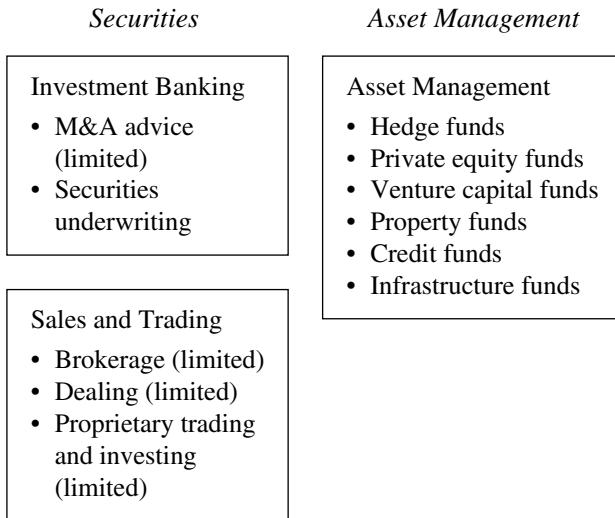 Securities
Asset Management
Investment Banking
• M&A advice
(limited)
• Securities
underwriting
Sales and Trading
• Brokerage (limited)
• Dealing (limited)
• Proprietary trading
and investing
(limited)
Asset Management
• Hedge funds
• Private equity funds
• Venture capital funds
• Property funds
• Credit funds
• Infrastructure funds